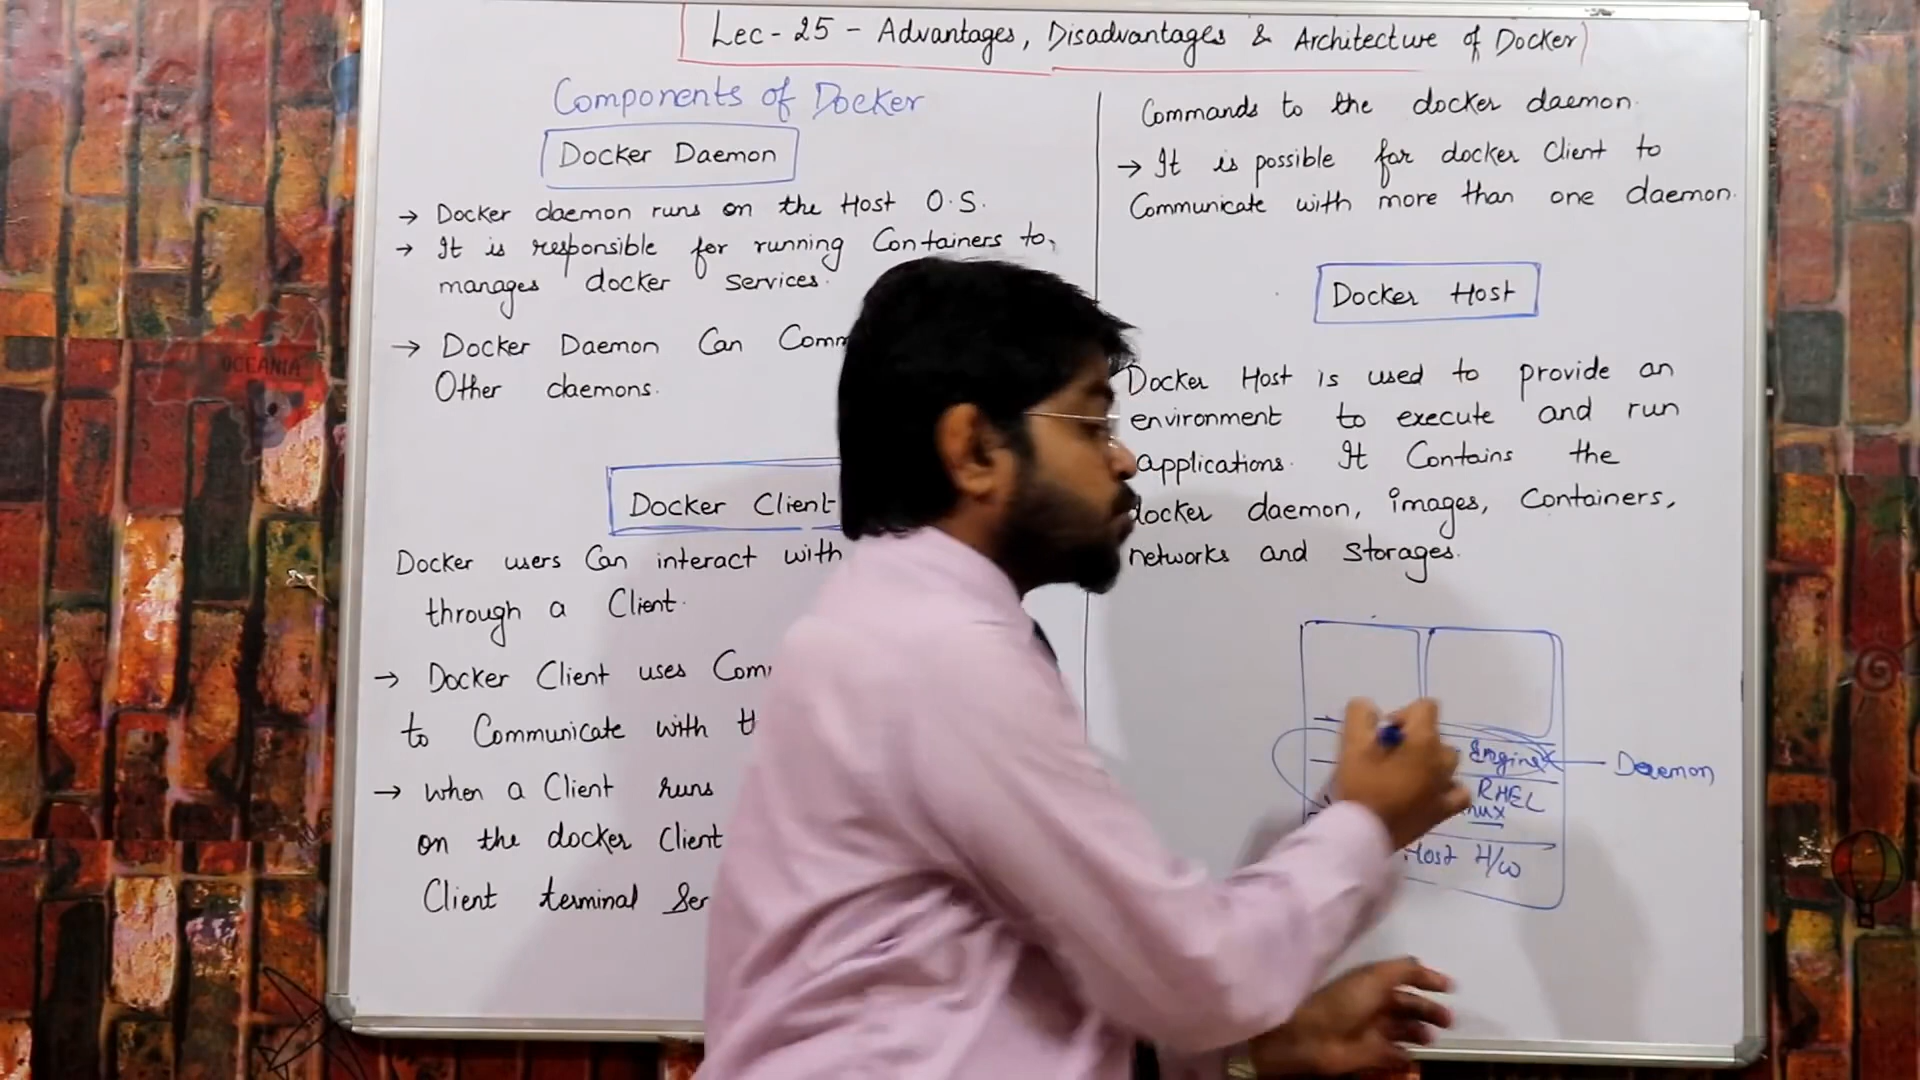 Lec - 25 - Advantages, Disadvantages & Architecture of Docker
Components of Docker
Docker Daemon
→ Docker daemon runs on the Host O.S.
→ It is responsible for running Containers to,
manages docker services.
→ Docker Daemon Can
Other daemons.
Docker Client
Docker users Can interact with
through a Client.
→ Docker Client uses
to Communicate with
→ when a Client runs
on the docker Client
Client terminal
Commands to the docker daemon.
→ It is possible for docker Client to
Communicate with more than one daemon.
Docker Host
Docker Host is used to provide an
environment to execute and run
applications. It Contains the
docker daemon, images, Containers,
networks and Storages.
Engine
Daemon
RHEL
Host H/W
OCEANIA